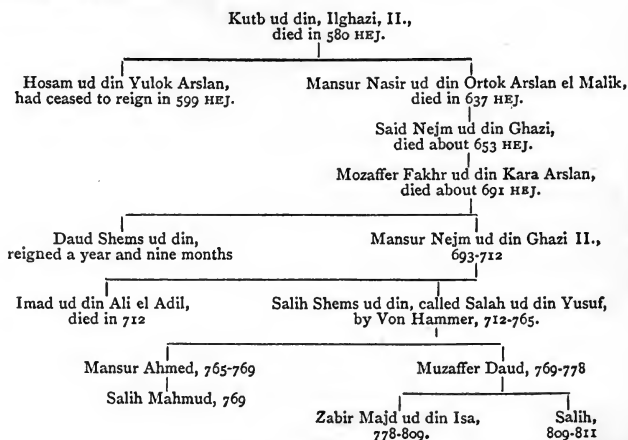 Kutb ud din, Ilghazi, II.,
died in 580 HEJ.
Hosam ud din Yulok Arslan,
had ceased to reign in 599 HEJ.
Mansur Nasir ud din Ortok Arslan el Malik,
died in 637 HEJ.
Said Nejm ud din Ghazi,
died about 653 HEJ.
Mozaffer Fakhr ud din Kara Arslan,
died about 691 HEJ.
Daud Shems ud din,
reigned a year and nine months
Mansur Nejm ud din Ghazi II.,
693-712
Imad ud din Ali el Adil,
died in 712
Salih Shems ud din, called Salah ud din Yusuf,
by Von Hammer, 712-765.
Mansur Ahmed, 765-769
Muzaffer Daud, 769-778
Salih Mahmud, 769
Zabir Majd ud din Isa,
778-809.
Salih,
809-811